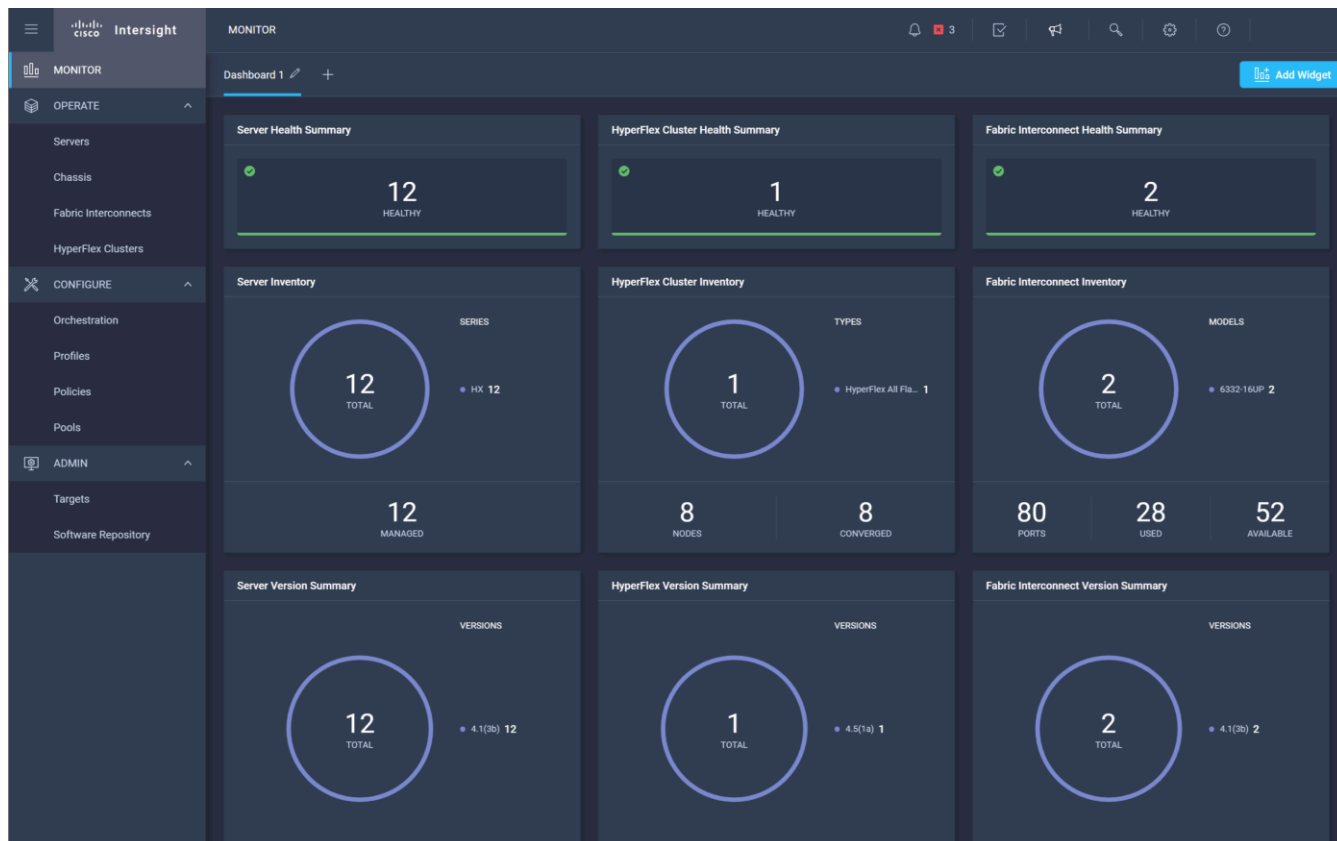 CISCO Intersight
MONITOR
3
MONITOR
OPERATE
Servers
Chassis
Fabric Interconnects
HyperFlex Clusters
CONFIGURE
Orchestration
Profiles
Policies
Pools
ADMIN
Targets
Software Repository
Dashboard 1
Add Widget
Server Health Summary
12
HEALTHY
HyperFlex Cluster Health Summary
1
HEALTHY
Fabric Interconnect Health Summary
2
HEALTHY
Server Inventory
12
TOTAL
SERIES
HX 12
12
MANAGED
HyperFlex Cluster Inventory
1
TOTAL
TYPES
HyperFlex All Fla... 1
8
NODES
8
CONVERGED
Fabric Interconnect Inventory
2
TOTAL
MODELS
6332-16UP 2
80
PORTS
28
USED
52
AVAILABLE
Server Version Summary
12
TOTAL
VERSIONS
4.1(3b) 12
HyperFlex Version Summary
1
TOTAL
VERSIONS
4.5(1a) 1
Fabric Interconnect Version Summary
2
TOTAL
VERSIONS
4.1(3b) 2